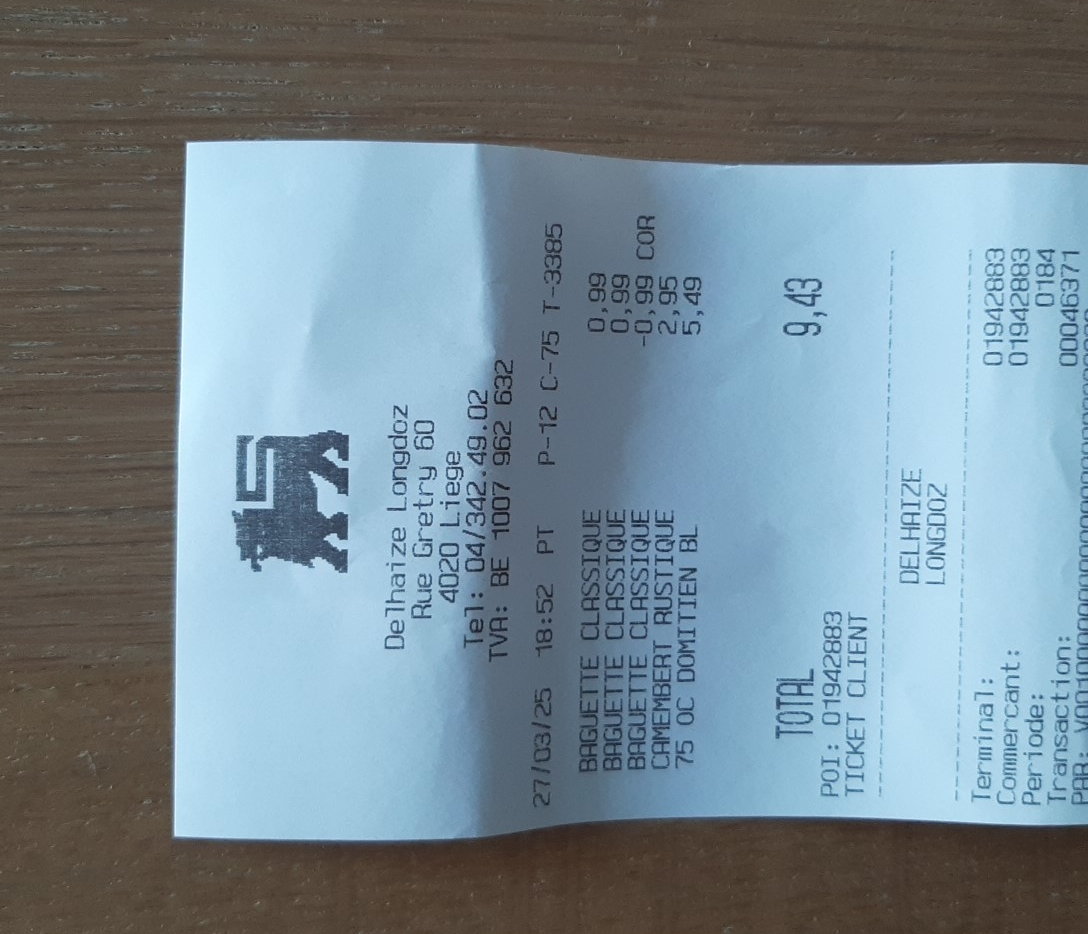 Delhaize Longdoz
Rue Gretry 60
4020 Liege
Tel: 04/342.49.02
TVA: BE 1007 962 632
27/03/25 18:52 PT P-12 C-75 T-3385
BAGUETTE CLASSIQUE 0,99
BAGUETTE CLASSIQUE 0,99
BAGUETTE CLASSIQUE -0,99 COR
CAMEMBERT RUSTIQUE 2,95
75 OC DOMITIEN BL 5,49
TOTAL 9,43
POI: 01942883
TICKET CLIENT
DELHAIZE
LONGDOZ
Terminal: 01942883
Commercant: 01942883
Periode: 0184
Transaction: 00046371
PAR: